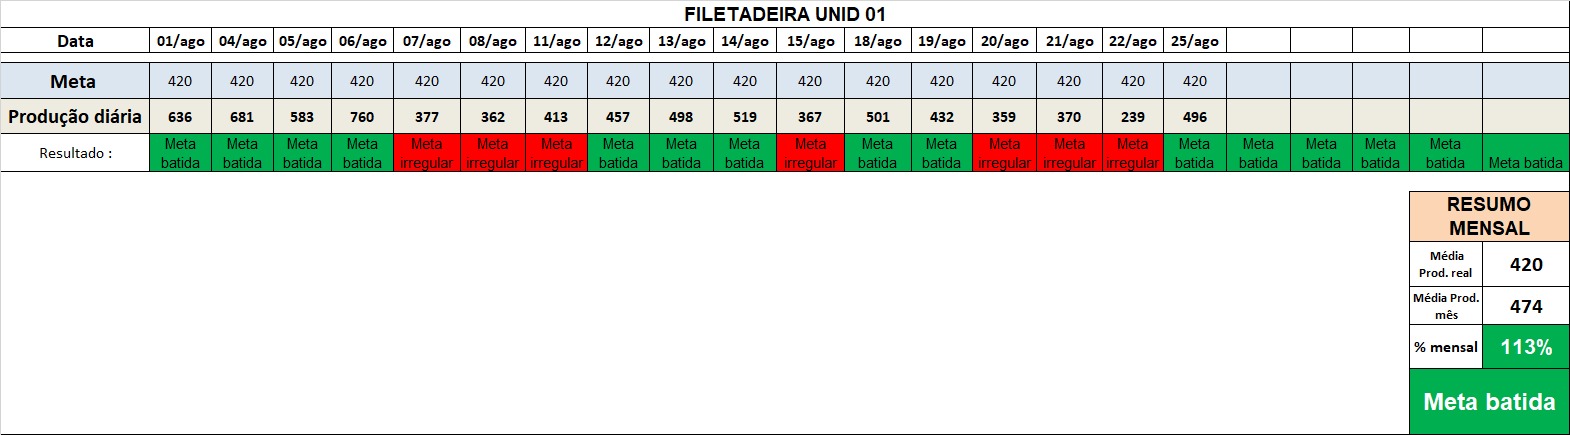 FILETADEIRA UNID 01
Data 01/ago 04/ago 05/ago 06/ago 07/ago 08/ago 11/ago 12/ago 13/ago 14/ago 15/ago 18/ago 19/ago 20/ago 21/ago 22/ago 25/ago
Meta 420 420 420 420 420 420 420 420 420 420 420 420 420 420 420 420 420
Produção diária 636 681 583 760 377 362 413 457 498 519 367 501 432 359 370 239 496
Resultado : Meta batida Meta batida Meta batida Meta batida Meta irregular Meta irregular Meta irregular Meta batida Meta batida Meta batida Meta irregular Meta batida Meta batida Meta irregular Meta irregular Meta irregular Meta batida Meta batida Meta batida Meta batida Meta batida Meta batida
RESUMO
MENSAL
Média
Prod. real 420
Média Prod.
mês 474
% mensal 113%
Meta batida